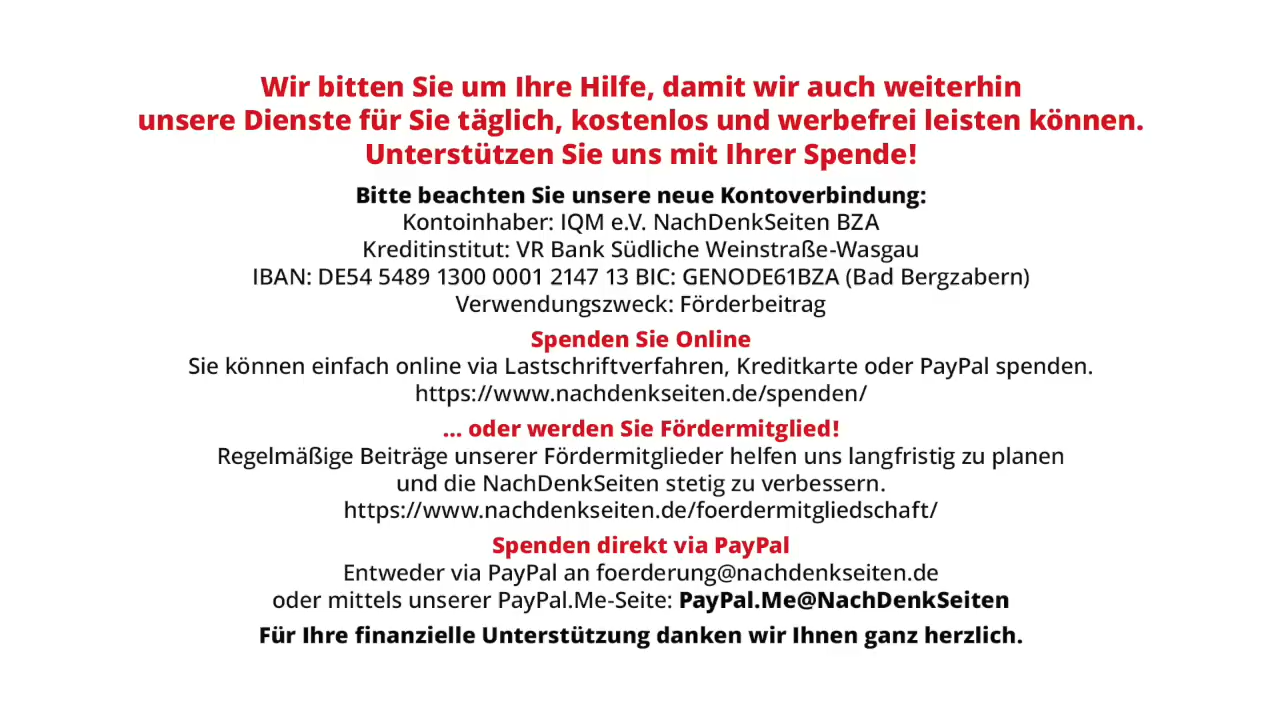 Wir bitten Sie um Ihre Hilfe, damit wir auch weiterhin
unsere Dienste für Sie täglich, kostenlos und werbefrei leisten können.
Unterstützen Sie uns mit Ihrer Spende!
Bitte beachten Sie unsere neue Kontoverbindung:
Kontoinhaber: IQM e.V. NachDenkSeiten BZA
Kreditinstitut: VR Bank Südliche Weinstraße-Wasgau
IBAN: DE54 5489 1300 0001 2147 13 BIC: GENODE61BZA (Bad Bergzabern)
Verwendungszweck: Förderbeitrag
Spenden Sie Online
Sie können einfach online via Lastschriftverfahren, Kreditkarte oder PayPal spenden.
https://www.nachdenkseiten.de/spenden/
... oder werden Sie Fördermitglied!
Regelmäßige Beiträge unserer Fördermitglieder helfen uns langfristig zu planen
und die NachDenkSeiten stetig zu verbessern.
https://www.nachdenkseiten.de/foerdermitgliedschaft/
Spenden direkt via PayPal
Entweder via PayPal an foerderung@nachdenkseiten.de
oder mittels unserer PayPal.Me-Seite: PayPal.Me@NachDenkSeiten
Für Ihre finanzielle Unterstützung danken wir Ihnen ganz herzlich.